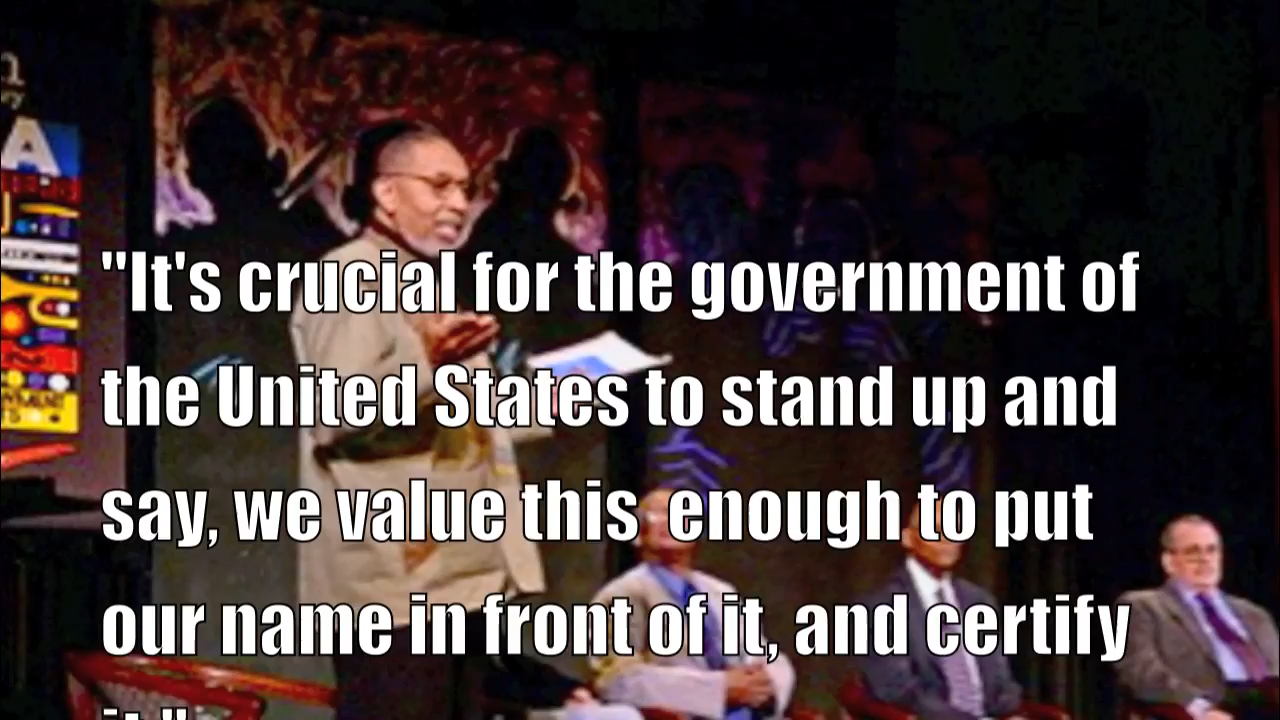 A
"It's crucial for the government of
the United States to stand up and
say, we value this  enough to put
our name in front of it, and certify
it."